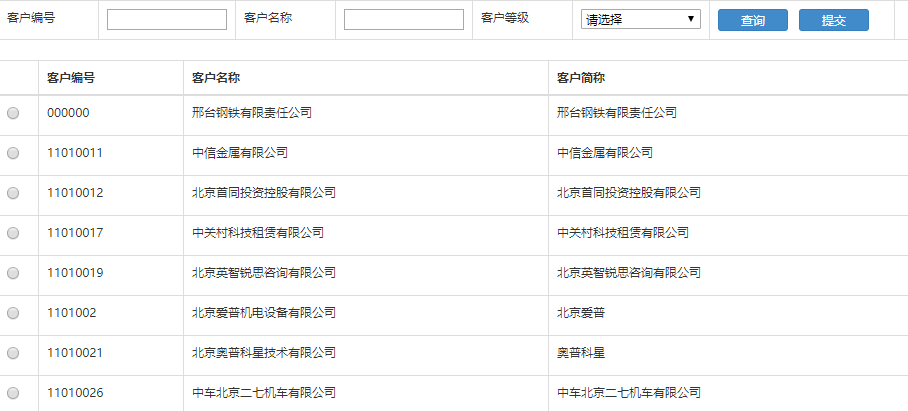 客户编号 客户名称 客户等级 请选择 查询 提交
客户编号 客户名称 客户简称
000000 邢台钢铁有限责任公司 邢台钢铁有限责任公司
11010011 中信金属有限公司 中信金属有限公司
11010012 北京首同投资控股有限公司 北京首同投资控股有限公司
11010017 中关村科技租赁有限公司 中关村科技租赁有限公司
11010019 北京英智锐思咨询有限公司 北京英智锐思咨询有限公司
1101002 北京爱普机电设备有限公司 北京爱普
11010021 北京奥普科星技术有限公司 奥普科星
11010026 中车北京二七机车有限公司 中车北京二七机车有限公司